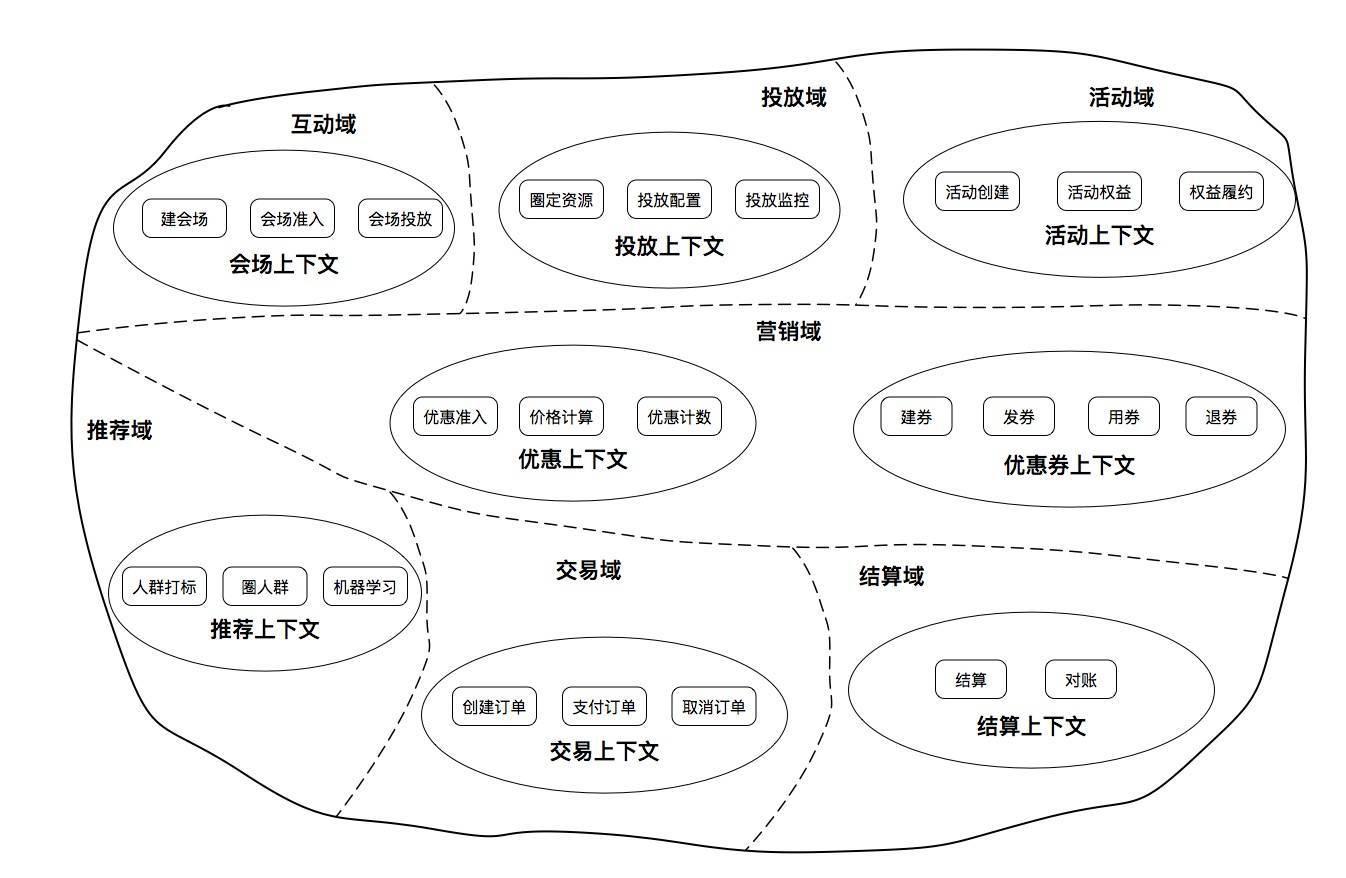 互动域
建会场
会场准入
会场投放
会场上下文
投放域
圈定资源
投放配置
投放监控
投放上下文
活动域
活动创建
活动权益
权益履约
活动上下文
营销域
优惠准入
价格计算
优惠计数
优惠上下文
建券
发券
用券
退券
优惠券上下文
推荐域
人群打标
圈人群
机器学习
推荐上下文
交易域
创建订单
支付订单
取消订单
交易上下文
结算域
结算
对账
结算上下文